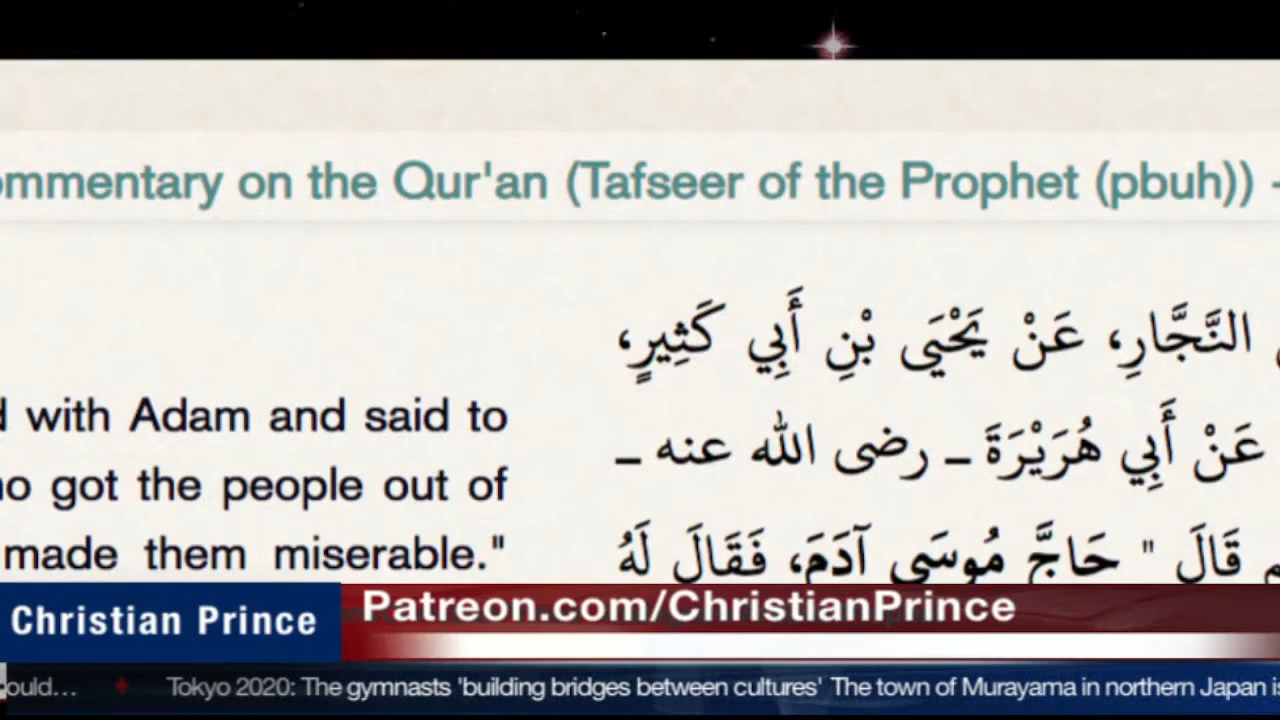 ommentary on the Qur'an (Tafseer of the Prophet (pbuh)) -
النَّجَّارِ، عَنْ يَحْيَى بْنِ أَبِي كَثِيرٍ،
with Adam and said to
عَنْ أَبِي هُرَيْرَةَ ـ رضى الله عنه ـ
got the people out of
made them miserable."
قَالَ " حَاجَّ مُوسَى آدَمَ، فَقَالَ لَهُ
Christian Prince
Patreon.com/ChristianPrince
ould... Tokyo 2020: The gymnasts 'building bridges between cultures' The town of Murayama in northern Japan i